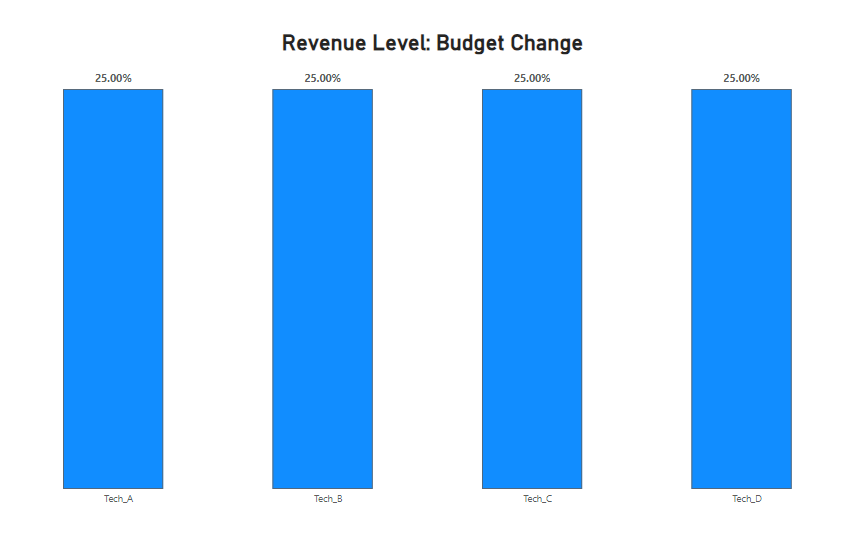 Revenue Level: Budget Change
25.00% 25.00% 25.00% 25.00%
Tech_A Tech_B Tech_C Tech_D